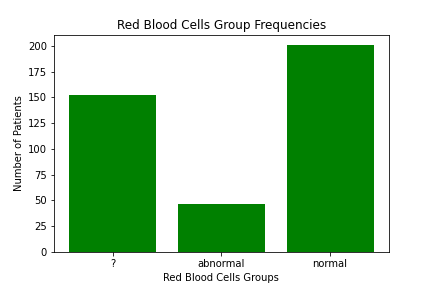 Red Blood Cells Group Frequencies
Number of Patients
200
175
150
125
100
75
50
25
0
? abnormal normal
Red Blood Cells Groups